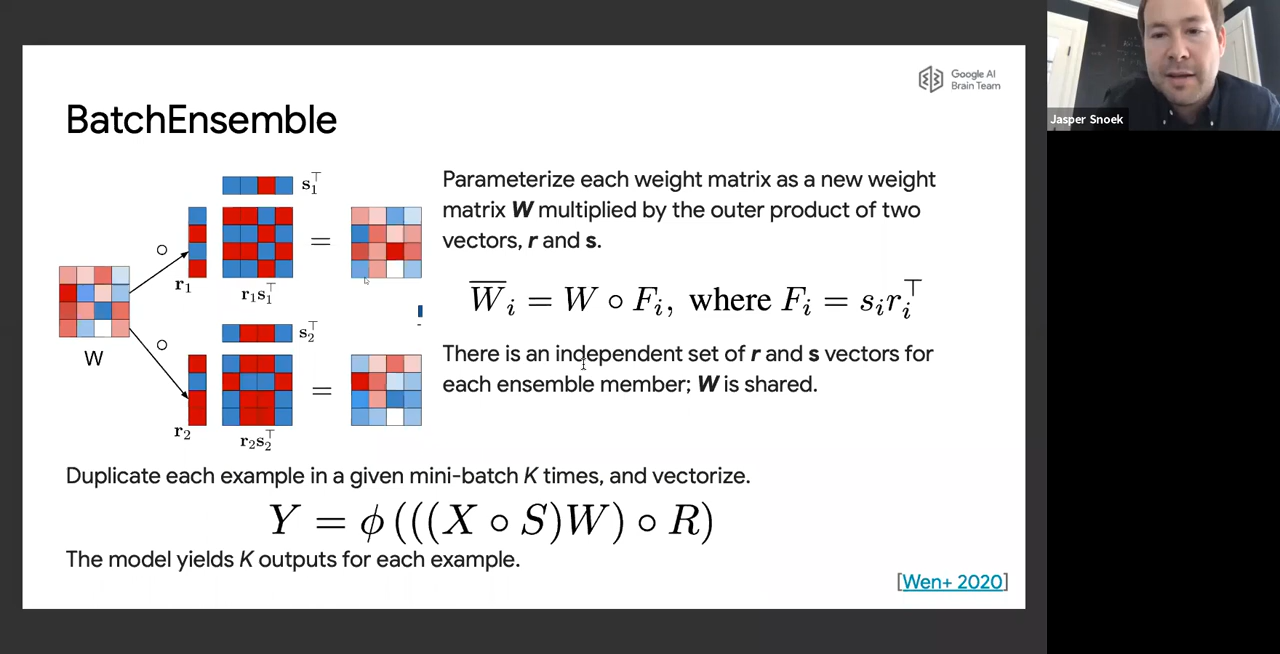 Google AI
Brain Team
Jasper Snoek
BatchEnsemble
s₁^⊤
∘
=
r₁
r₁s₁^⊤
W
∘
s₂^⊤
=
r₂
r₂s₂^⊤
Parameterize each weight matrix as a new weight
matrix W multiplied by the outer product of two
vectors, r and s.
W̅ᵢ = W ∘ Fᵢ, where Fᵢ = sᵢrᵢ^⊤
There is an independent set of r and s vectors for
each ensemble member; W is shared.
Duplicate each example in a given mini-batch K times, and vectorize.
Y = ϕ (((X ∘ S)W) ∘ R)
The model yields K outputs for each example.
[Wen+ 2020]